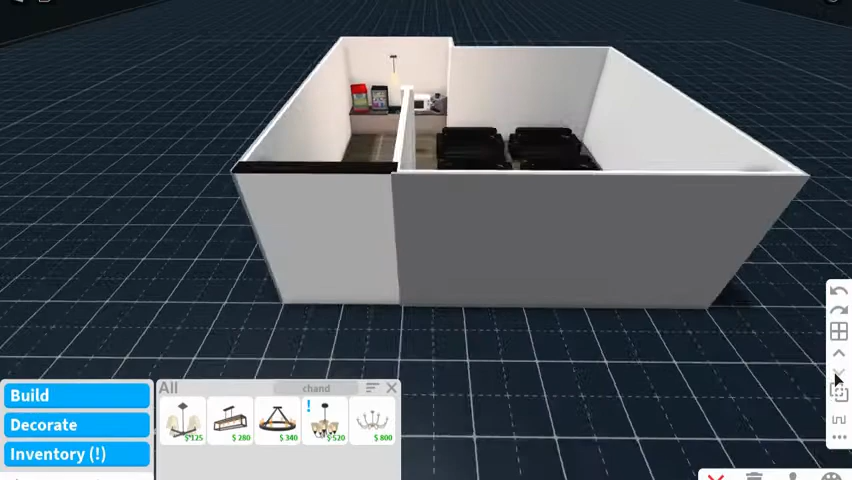 Build
Decorate
Inventory (!)
All
chand
!
$125
$280
$340
$520
$800